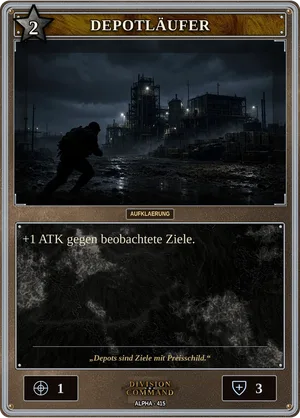 2
DEPOTLÄUFER
AUFKLAERUNG
+1 ATK gegen beobachtete Ziele.
„Depots sind Ziele mit Preisschild.“
1
DIVISION
COMMAND
ALPHA · 415
3